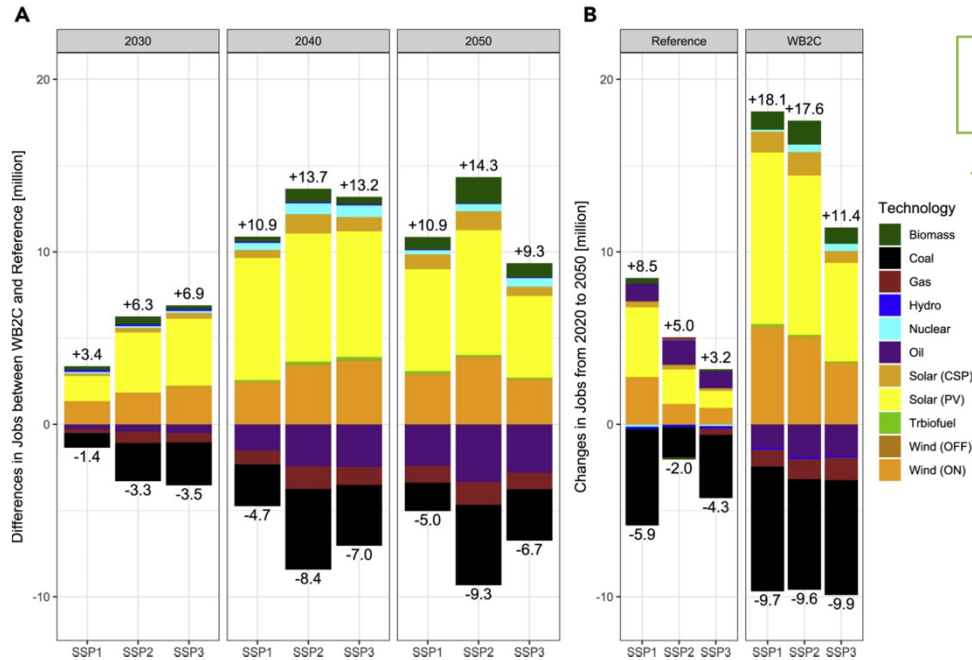 A
B
2030
2040
2050
Reference
WB2C
Differences in Jobs between WB2C and Reference [million]
20
10
0
-10
+3.4
+6.3
+6.9
-1.4
-3.3
-3.5
+10.9
+13.7
+13.2
-4.7
-8.4
-7.0
+10.9
+14.3
+9.3
-5.0
-9.3
-6.7
SSP1 SSP2 SSP3
SSP1 SSP2 SSP3
SSP1 SSP2 SSP3
Changes in Jobs from 2020 to 2050 [million]
20
10
0
-10
+8.5
+5.0
+3.2
-5.9
-2.0
-4.3
+18.1
+17.6
+11.4
-9.7
-9.6
-9.9
SSP1 SSP2 SSP3
SSP1 SSP2 SSP3
Technology
Biomass
Coal
Gas
Hydro
Nuclear
Oil
Solar (CSP)
Solar (PV)
Trbiofuel
Wind (OFF)
Wind (ON)